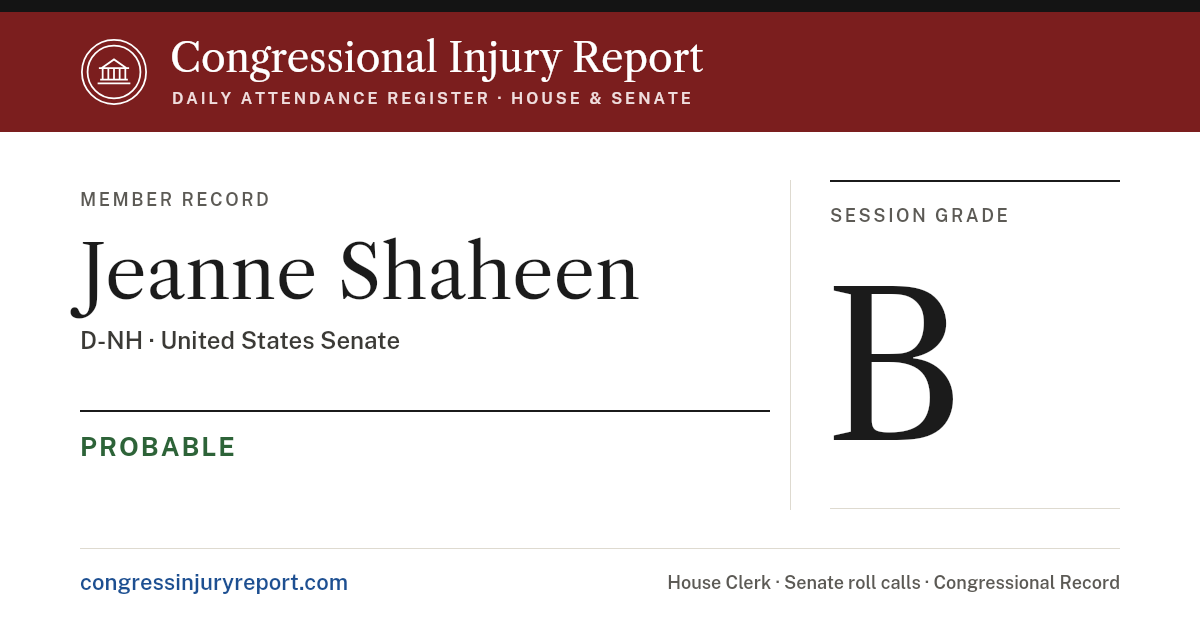 Congressional Injury Report
DAILY ATTENDANCE REGISTER · HOUSE & SENATE
MEMBER RECORD
Jeanne Shaheen
D-NH · United States Senate
PROBABLE
SESSION GRADE
B
congressinjuryreport.com
House Clerk · Senate roll calls · Congressional Record